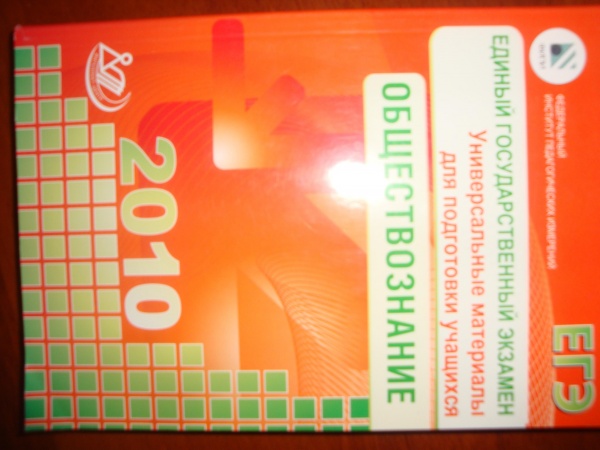 ФЕДЕРАЛЬНЫЙ
ИНСТИТУТ ПЕДАГОГИЧЕСКИХ ИЗМЕРЕНИЙ
ЕГЭ
ЕДИНЫЙ ГОСУДАРСТВЕННЫЙ ЭКЗАМЕН
Универсальные материалы
для подготовки учащихся
ОБЩЕСТВОЗНАНИЕ
2010